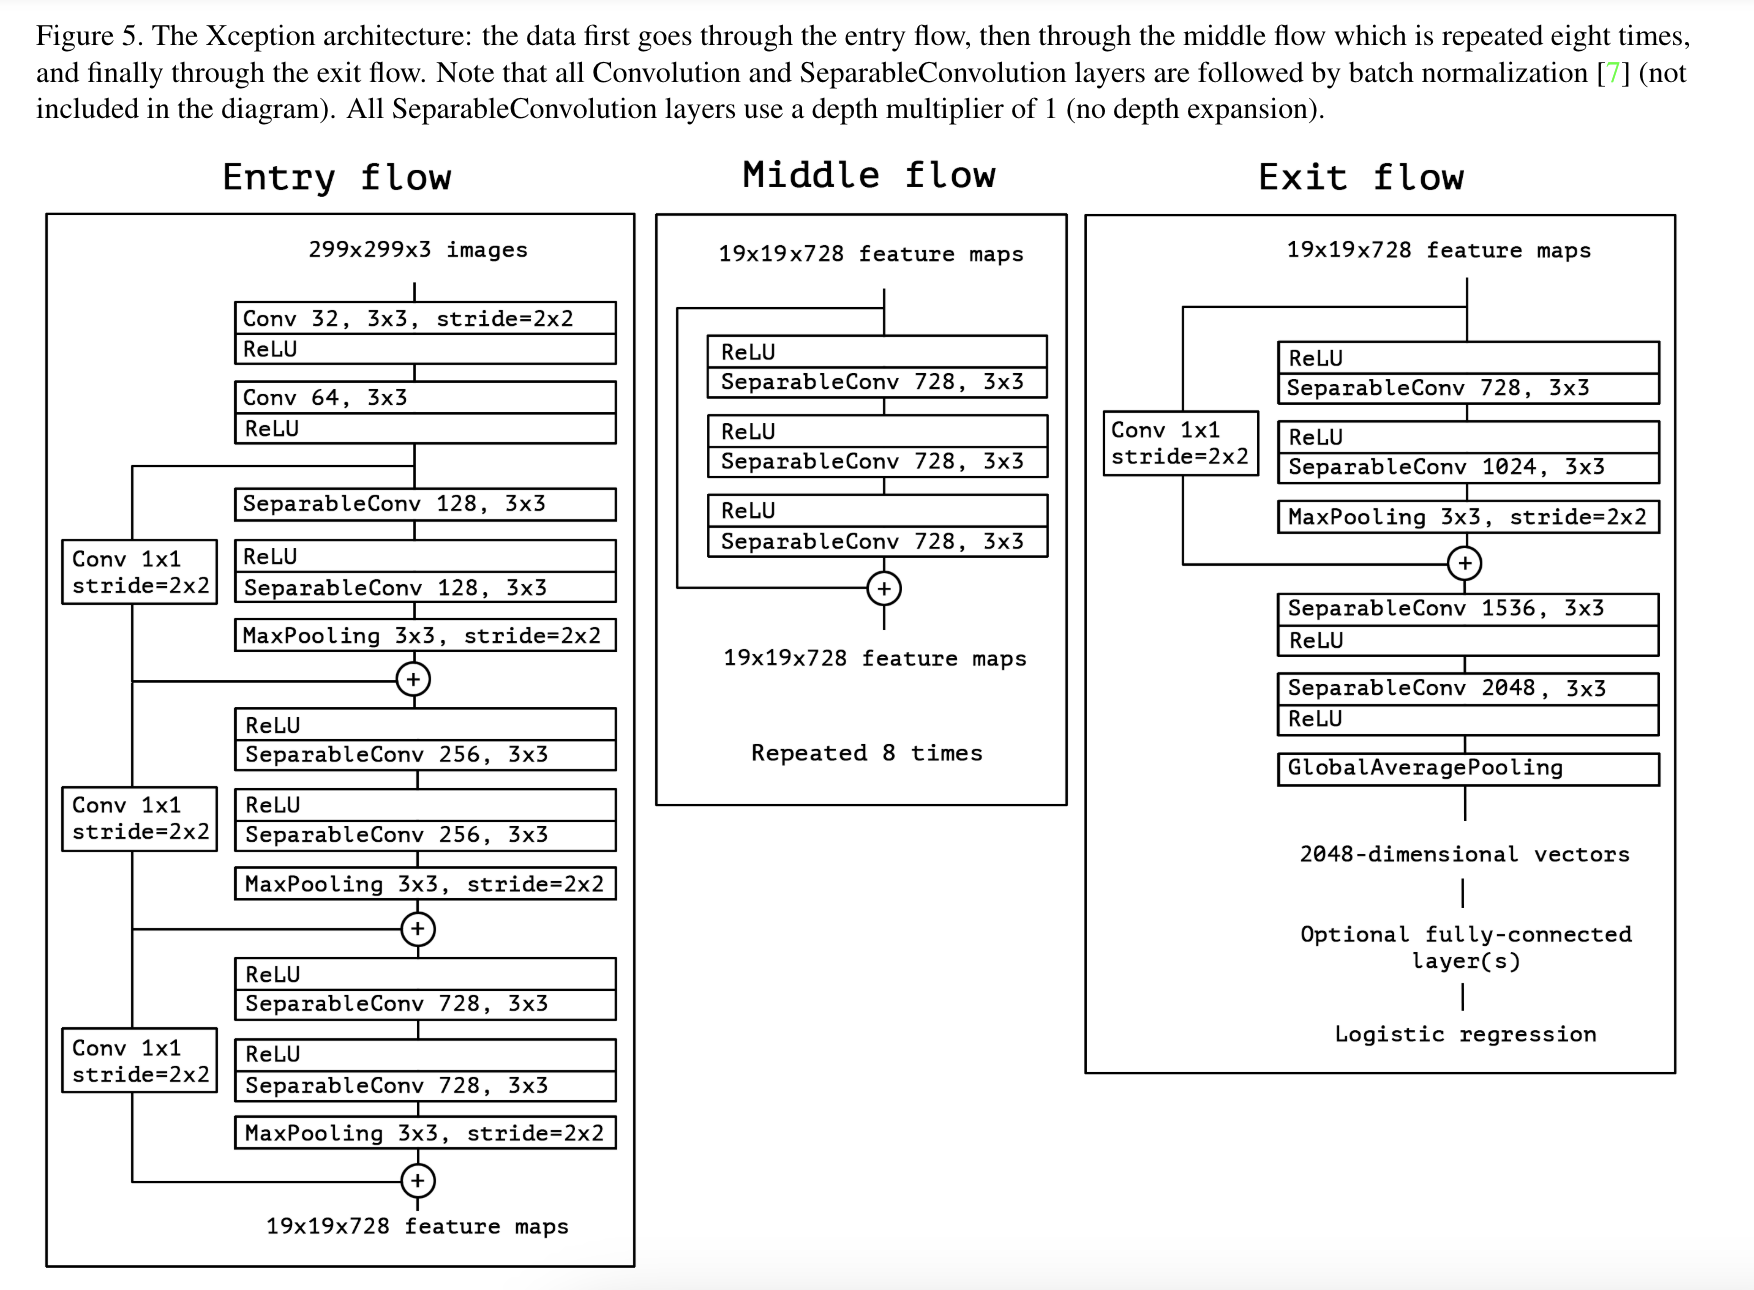 Figure 5. The Xception architecture: the data first goes through the entry flow, then through the middle flow which is repeated eight times,
and finally through the exit flow. Note that all Convolution and SeparableConvolution layers are followed by batch normalization [7] (not
included in the diagram). All SeparableConvolution layers use a depth multiplier of 1 (no depth expansion).
Entry flow
299x299x3 images
Conv 32, 3x3, stride=2x2
ReLU
Conv 64, 3x3
ReLU
SeparableConv 128, 3x3
Conv 1x1
stride=2x2
ReLU
SeparableConv 128, 3x3
MaxPooling 3x3, stride=2x2
+
ReLU
SeparableConv 256, 3x3
Conv 1x1
stride=2x2
ReLU
SeparableConv 256, 3x3
MaxPooling 3x3, stride=2x2
+
ReLU
SeparableConv 728, 3x3
Conv 1x1
stride=2x2
ReLU
SeparableConv 728, 3x3
MaxPooling 3x3, stride=2x2
+
19x19x728 feature maps
Middle flow
19x19x728 feature maps
ReLU
SeparableConv 728, 3x3
ReLU
SeparableConv 728, 3x3
ReLU
SeparableConv 728, 3x3
+
19x19x728 feature maps
Repeated 8 times
Exit flow
19x19x728 feature maps
ReLU
SeparableConv 728, 3x3
Conv 1x1
stride=2x2
ReLU
SeparableConv 1024, 3x3
MaxPooling 3x3, stride=2x2
+
SeparableConv 1536, 3x3
ReLU
SeparableConv 2048, 3x3
ReLU
GlobalAveragePooling
2048-dimensional vectors
Optional fully-connected
layer(s)
Logistic regression